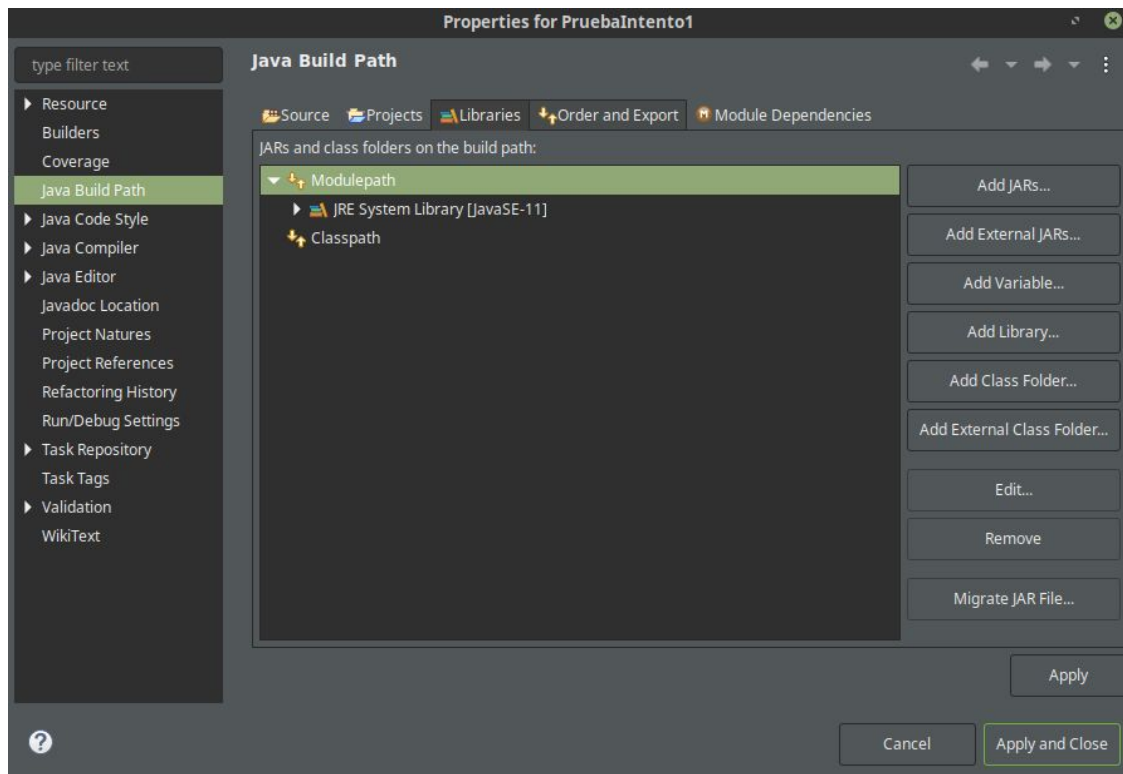 Properties for PruebaIntento1
type filter text
Resource
Builders
Coverage
Java Build Path
Java Code Style
Java Compiler
Java Editor
Javadoc Location
Project Natures
Project References
Refactoring History
Run/Debug Settings
Task Repository
Task Tags
Validation
WikiText
Java Build Path
Source Projects Libraries Order and Export Module Dependencies
JARs and class folders on the build path:
Modulepath
JRE System Library [JavaSE-11]
Classpath
Add JARs...
Add External JARs...
Add Variable...
Add Library...
Add Class Folder...
Add External Class Folder...
Edit...
Remove
Migrate JAR File...
Apply
Cancel Apply and Close